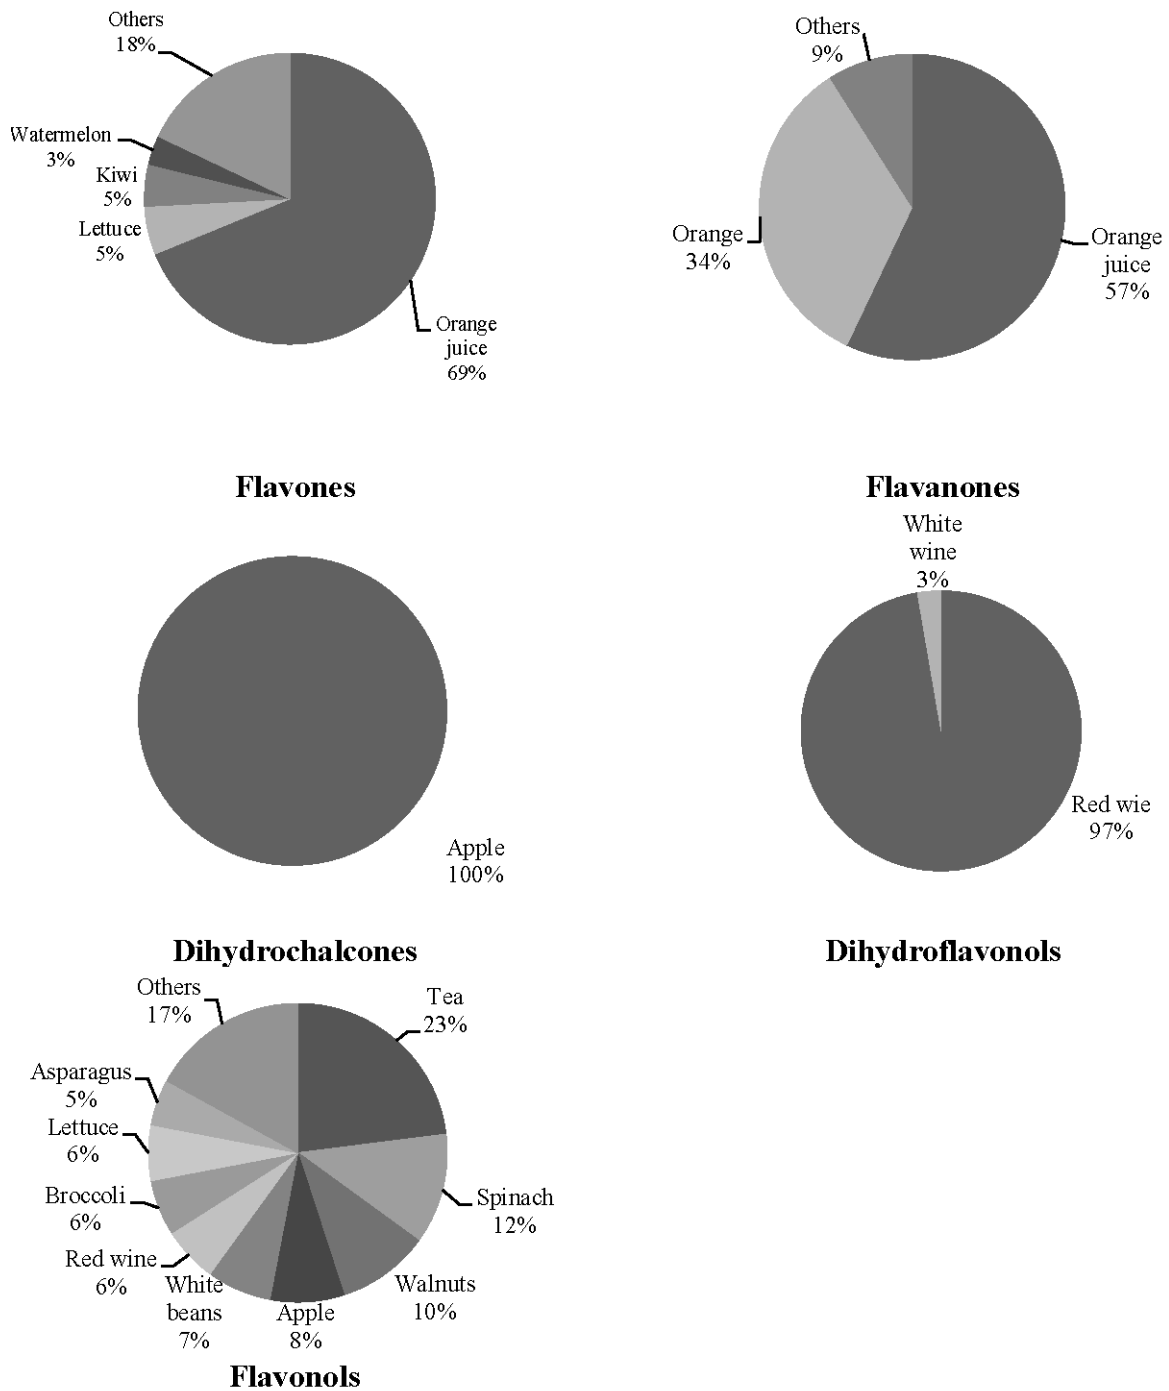 Others
18%
Watermelon
3%
Kiwi
5%
Lettuce
5%
Orange
juice
69%
Flavones
Others
9%
Orange
34%
Orange
juice
57%
Flavanones
Apple
100%
Dihydrochalcones
White
wine
3%
Red wie
97%
Dihydroflavonols
Others
17%
Tea
23%
Asparagus
5%
Lettuce
6%
Broccoli
6%
Red wine
6%
White
beans
7%
Apple
8%
Walnuts
10%
Spinach
12%
Flavonols